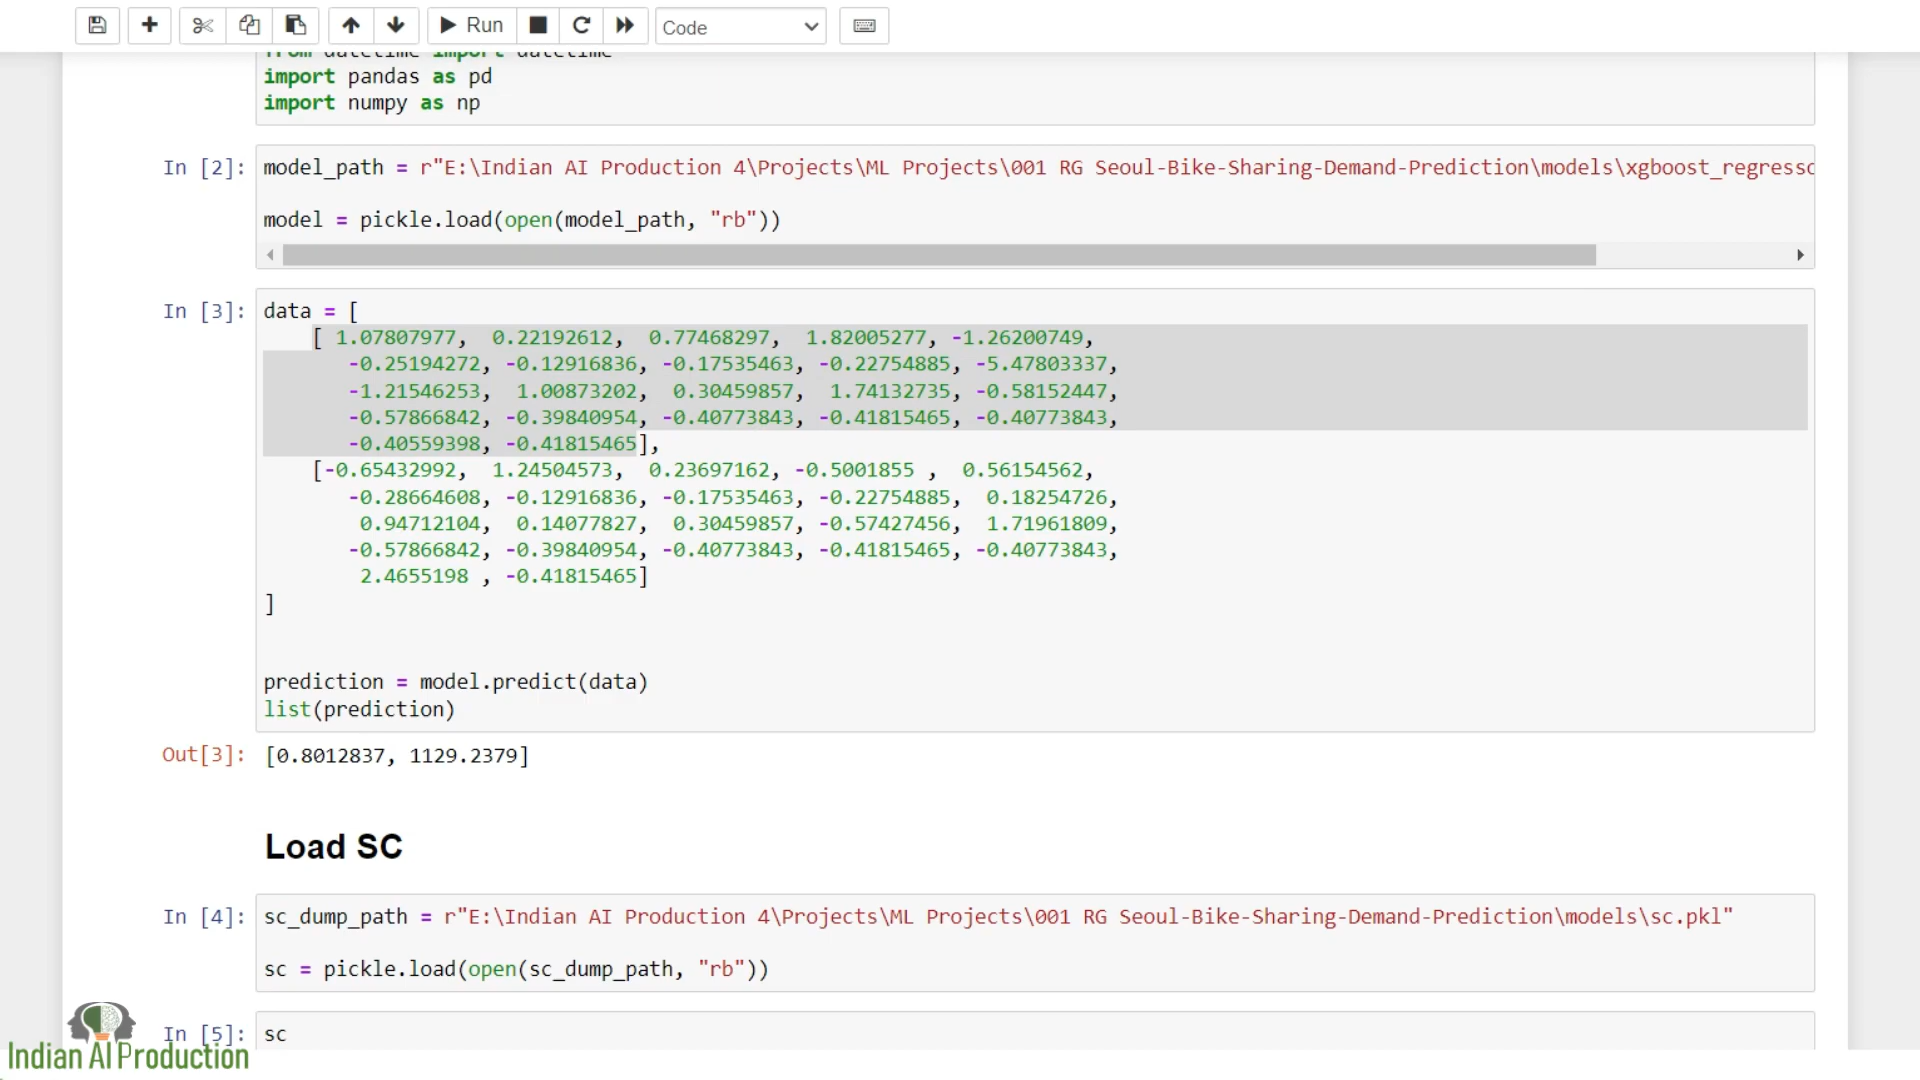 Run
Code
from datetime import datetime
import pandas as pd
import numpy as np
In [2]:
model_path = r"E:\Indian AI Production 4\Projects\ML Projects\001 RG Seoul-Bike-Sharing-Demand-Prediction\models\xgboost_regresso
model = pickle.load(open(model_path, "rb"))
In [3]:
data = [
[ 1.07807977, 0.22192612, 0.77468297, 1.82005277, -1.26200749,
-0.25194272, -0.12916836, -0.17535463, -0.22754885, -5.47803337,
-1.21546253, 1.00873202, 0.30459857, 1.74132735, -0.58152447,
-0.57866842, -0.39840954, -0.40773843, -0.41815465, -0.40773843,
-0.40559398, -0.41815465],
[-0.65432992, 1.24504573, 0.23697162, -0.5001855 , 0.56154562,
-0.28664608, -0.12916836, -0.17535463, -0.22754885, 0.18254726,
0.94712104, 0.14077827, 0.30459857, -0.57427456, 1.71961809,
-0.57866842, -0.39840954, -0.40773843, -0.41815465, -0.40773843,
2.4655198 , -0.41815465]
]
prediction = model.predict(data)
list(prediction)
Out[3]: [0.8012837, 1129.2379]
Load SC
In [4]:
sc_dump_path = r"E:\Indian AI Production 4\Projects\ML Projects\001 RG Seoul-Bike-Sharing-Demand-Prediction\models\sc.pkl"
sc = pickle.load(open(sc_dump_path, "rb"))
In [5]: sc
Indian AI Production